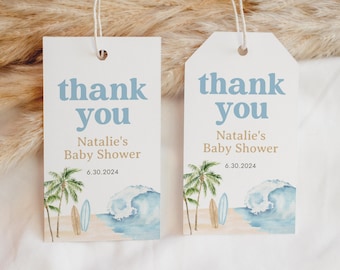 thank
you
Natalie's
Baby Shower
6.30.2024
thank
you
Natalie's
Baby Shower
6.30.2024